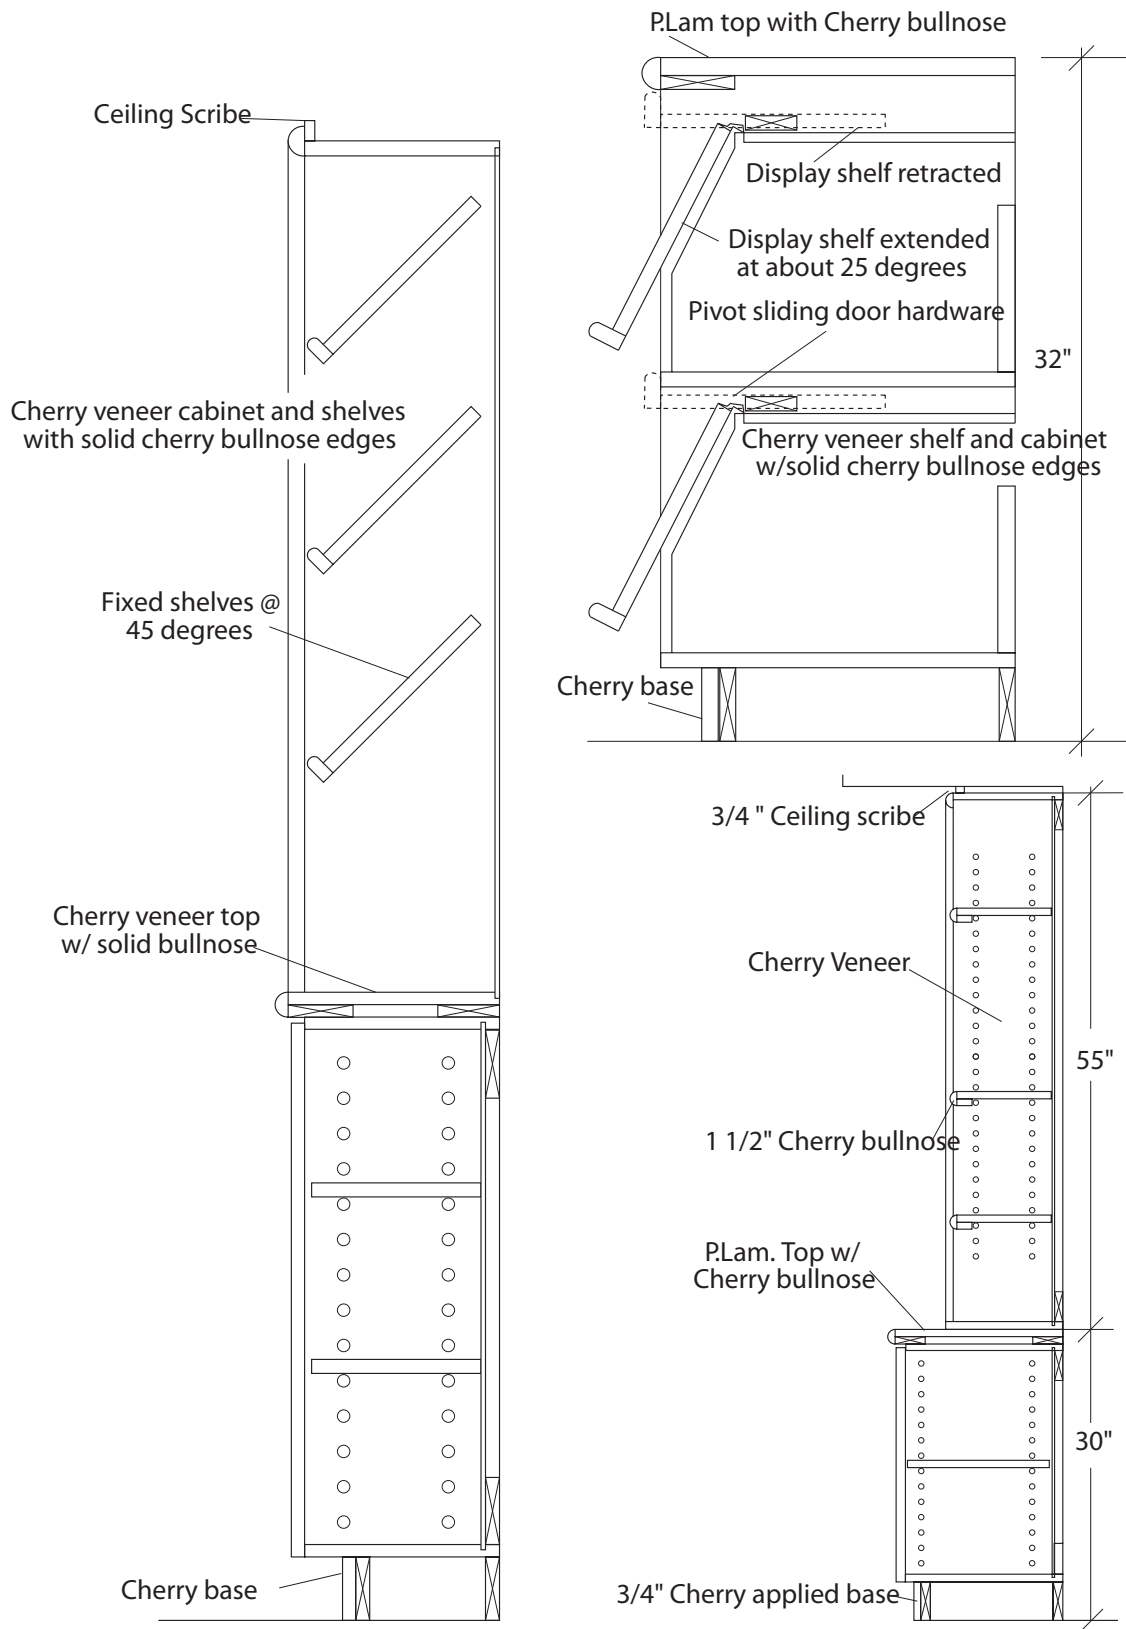 P.Lam top with Cherry bullnose
Ceiling Scribe
Display shelf retracted
Display shelf extended
at about 25 degrees
Pivot sliding door hardware
32"
Cherry veneer cabinet and shelves
with solid cherry bullnose edges
Cherry veneer shelf and cabinet
w/solid cherry bullnose edges
Fixed shelves @
45 degrees
Cherry base
3/4 " Ceiling scribe
Cherry veneer top
w/ solid bullnose
Cherry Veneer
55"
1 1/2" Cherry bullnose
P.Lam. Top w/
Cherry bullnose
30"
Cherry base
3/4" Cherry applied base